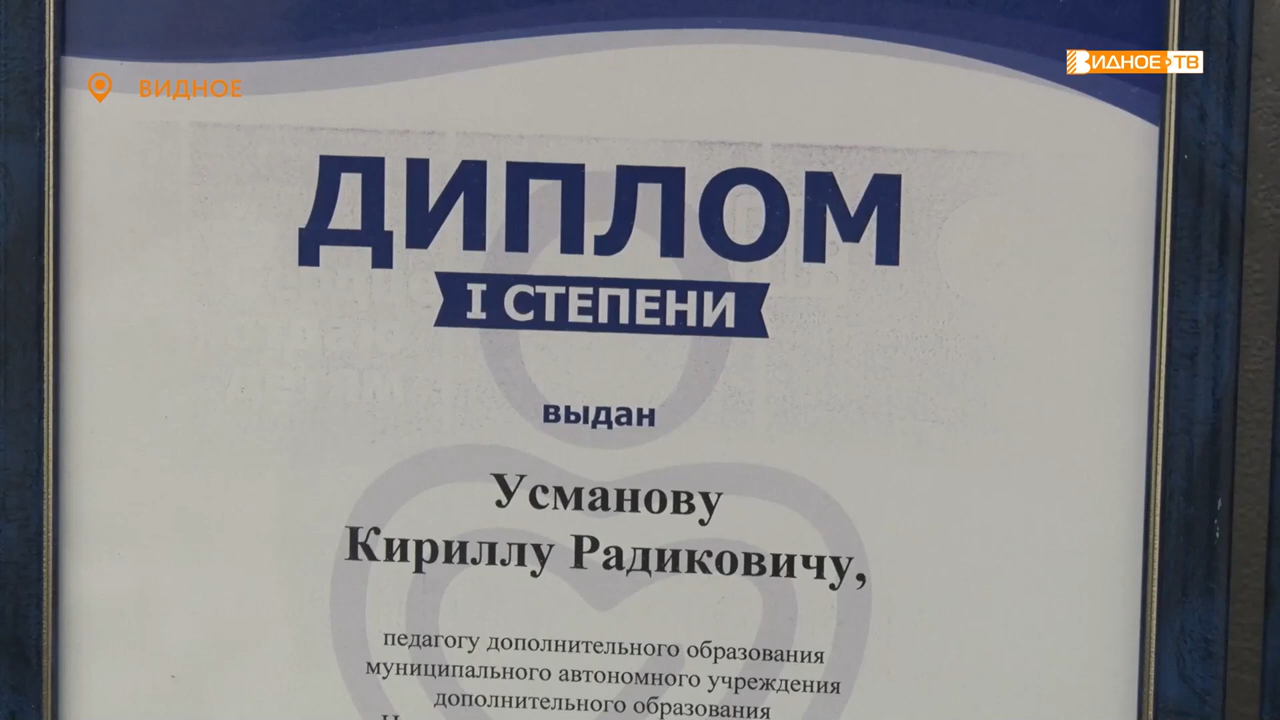 ВИДНОЕ
ВИДНОЕ ТВ
ДИПЛОМ
I СТЕПЕНИ
выдан
Усманову
Кириллу Радиковичу,
педагогу дополнительного образования
муниципального автономного учреждения
дополнительного образования